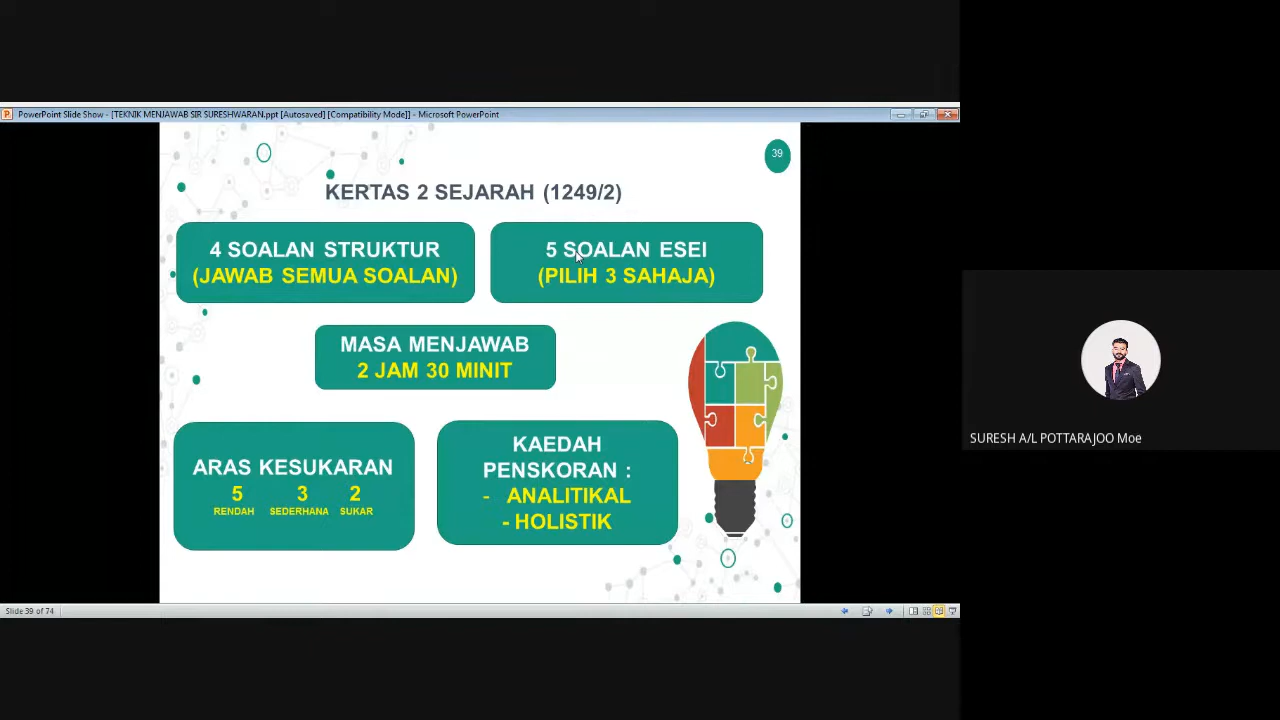 PowerPoint Slide Show - [TEKNIK MENJAWAB SIR SURESHWARAN.ppt [Autosaved] [Compatibility Mode]] - Microsoft PowerPoint
39
KERTAS 2 SEJARAH (1249/2)
4 SOALAN STRUKTUR
(JAWAB SEMUA SOALAN)
5 SOALAN ESEI
(PILIH 3 SAHAJA)
MASA MENJAWAB
2 JAM 30 MINIT
ARAS KESUKARAN
5 3 2
RENDAH SEDERHANA SUKAR
KAEDAH
PENSKORAN :
- ANALITIKAL
- HOLISTIK
SURESH A/L POTTARAJOO Moe
Slide 39 of 74